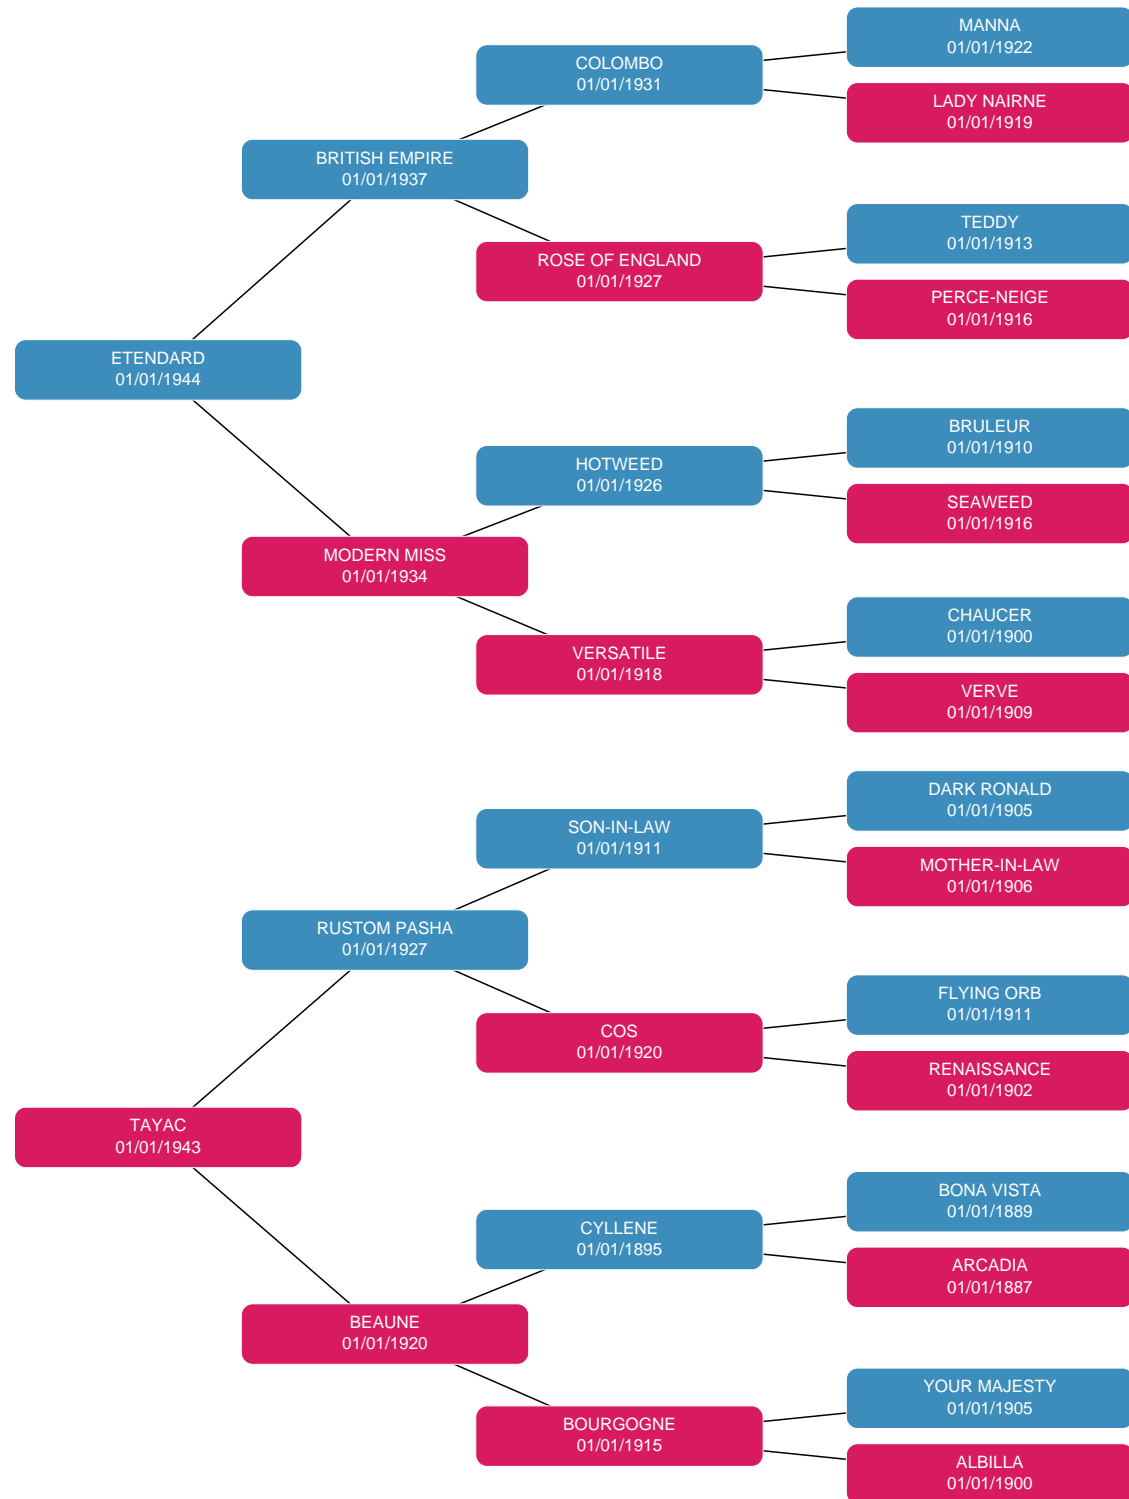 MANNA
01/01/1922
COLOMBO
01/01/1931
LADY NAIRNE
01/01/1919
BRITISH EMPIRE
01/01/1937
TEDDY
01/01/1913
ROSE OF ENGLAND
01/01/1927
PERCE-NEIGE
01/01/1916
ETENDARD
01/01/1944
BRULEUR
01/01/1910
HOTWEED
01/01/1926
SEAWEED
01/01/1916
MODERN MISS
01/01/1934
CHAUCER
01/01/1900
VERSATILE
01/01/1918
VERVE
01/01/1909
DARK RONALD
01/01/1905
SON-IN-LAW
01/01/1911
MOTHER-IN-LAW
01/01/1906
RUSTOM PASHA
01/01/1927
FLYING ORB
01/01/1911
COS
01/01/1920
RENAISSANCE
01/01/1902
TAYAC
01/01/1943
BONA VISTA
01/01/1889
CYLLENE
01/01/1895
ARCADIA
01/01/1887
BEAUNE
01/01/1920
YOUR MAJESTY
01/01/1905
BOURGOGNE
01/01/1915
ALBILLA
01/01/1900